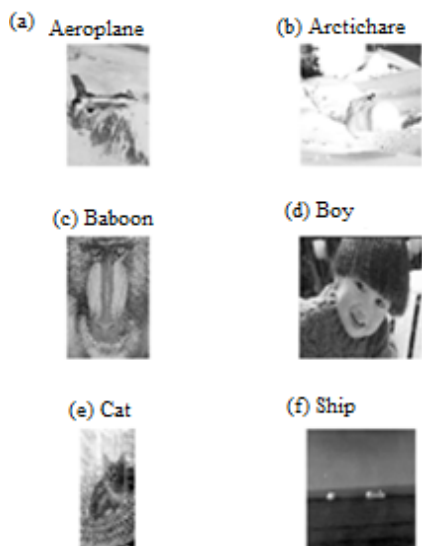 (a) Aeroplane
(b) Arctichare
(c) Baboon
(d) Boy
(e) Cat
(f) Ship